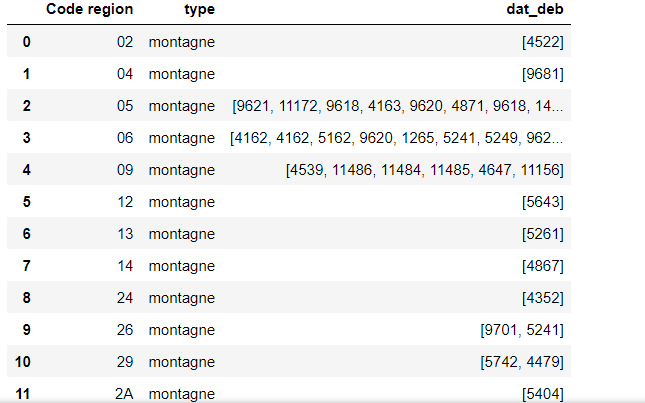 Code region type dat_deb
0 02 montagne [4522]
1 04 montagne [9681]
2 05 montagne [9621, 11172, 9618, 4163, 9620, 4871, 9618, 14...
3 06 montagne [4162, 4162, 5162, 9620, 1265, 5241, 5249, 962...
4 09 montagne [4539, 11486, 11484, 11485, 4647, 11156]
5 12 montagne [5643]
6 13 montagne [5261]
7 14 montagne [4867]
8 24 montagne [4352]
9 26 montagne [9701, 5241]
10 29 montagne [5742, 4479]
11 2A montagne [5404]